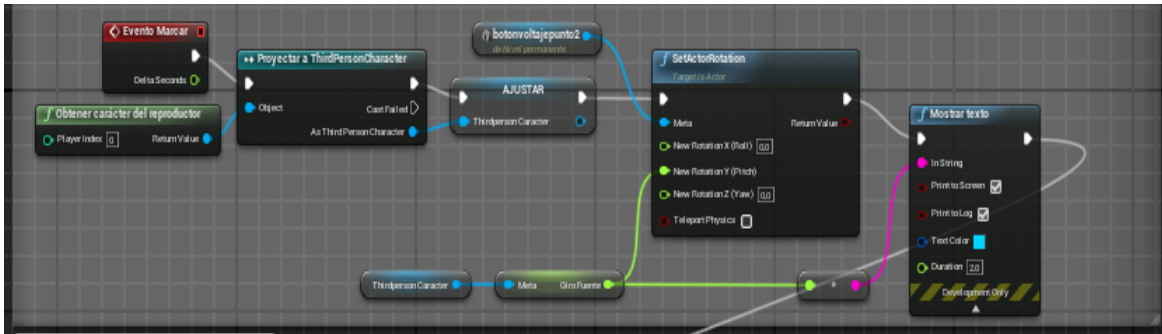 Evento Marcar
Delta Seconds
Obtener carácter del reproductor
Player Index 0
Return Value
Proyectar a ThirdPersonCharacter
Object
Cast Failed
As Third Person Character
botonvoltajepunto2
de Nivel permanente
AJUSTAR
Thirdperson Caracter
SetActorRotation
Target is Actor
Meta
Return Value
New Rotation X (Roll) 0,0
New Rotation Y (Pitch)
New Rotation Z (Yaw) 0,0
Teleport Physics
Mostrar texto
In String
Print to Screen
Print to Log
Text Color
Duration 2,0
Development Only
Thirdperson Caracter
Meta
Giro Fuente